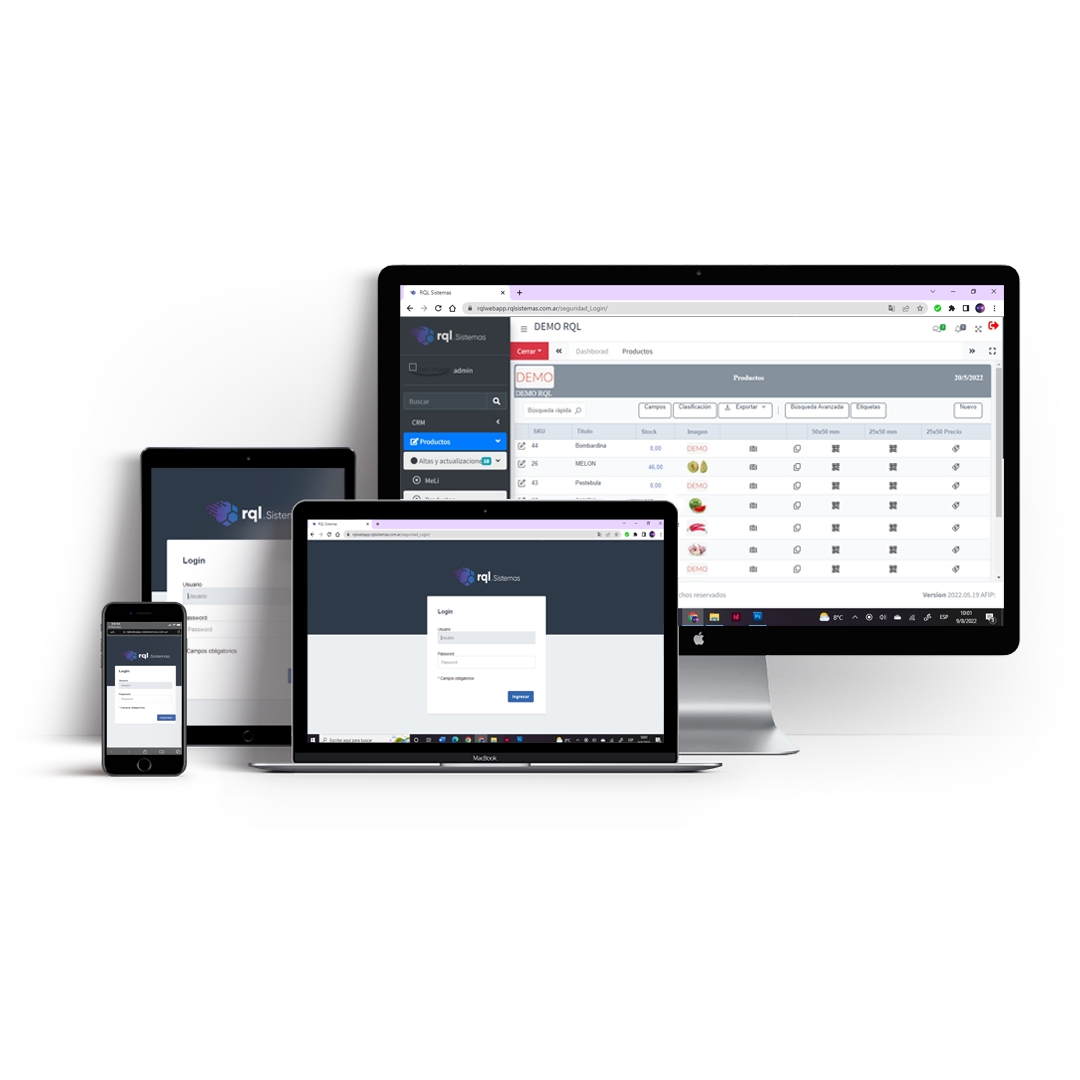 RQL Sistemas
rqlwebapp.rqlsistemas.com.ar/seguridad_Login/
rql.Sistemas
admin
Buscar
CRM
Productos
Altas y actualizacione 18
MeLi
DEMO RQL
Cerrar
Dashborad
Productos
DEMO
Productos
20/5/2022
DEMO RQL
Búsqueda rápida
Campos
Clasificación
Exportar
Búsqueda Avanzada
Etiquetas
Nuevo
SKU Titulo Stock Imagen 50x50 mm 25x50 mm 25x50 Precio
44 Bombardina 0,00 DEMO
26 MELON 46,00
43 Pastebula 0,00 DEMO
DEMO
chos reservados
Version 2022.05.19 AFIP:
8°C
ESP
10:01
9/8/2022
rql.Sistem
Login
Usuario
Usuario
assword
Password
Campos obligatorios
RQL Sistemas
rqlwebapp.rqlsistemas.com.ar/seguridad_Login/
rql.Sistemas
Login
Usuario
Usuario
Password
Password
* Campos obligatorios
Ingresar
Escribe aquí para buscar
MacBook
rql.Sistemas
Login
Usuario
Usuario
Password
Password
* Campos obligatorios
Ingresar